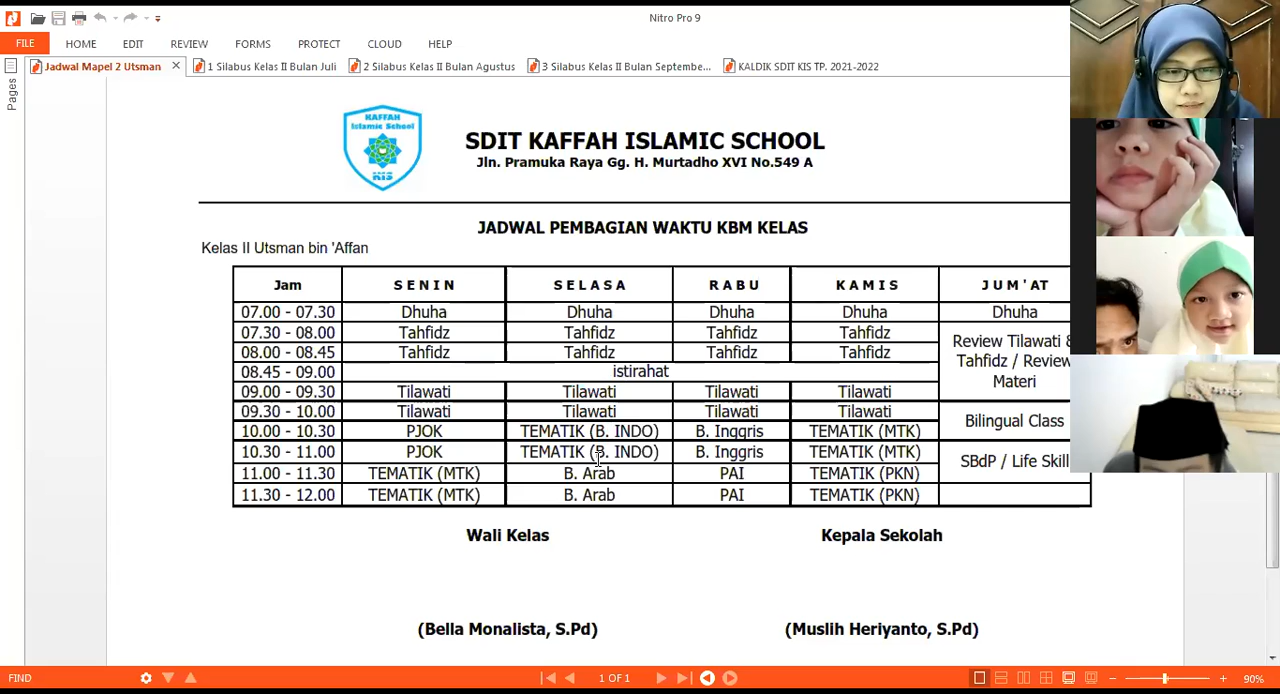 Nitro Pro 9
FILE HOME EDIT REVIEW FORMS PROTECT CLOUD HELP
Jadwal Mapel 2 Utsman × 1 Silabus Kelas II Bulan Juli 2 Silabus Kelas II Bulan Agustus 3 Silabus Kelas II Bulan Septembe... KALDIK SDIT KIS TP. 2021-2022
Pages
KAFFAH
Islamic School
KIS
SDIT KAFFAH ISLAMIC SCHOOL
Jln. Pramuka Raya Gg. H. Murtadho XVI No.549 A
JADWAL PEMBAGIAN WAKTU KBM KELAS
Kelas II Utsman bin 'Affan
Jam SENIN SELASA RABU KAMIS JUM'AT
07.00 - 07.30 Dhuha Dhuha Dhuha Dhuha Dhuha
07.30 - 08.00 Tahfidz Tahfidz Tahfidz Tahfidz
Review Tilawati &
08.00 - 08.45 Tahfidz Tahfidz Tahfidz Tahfidz
Tahfidz / Review
08.45 - 09.00 istirahat
Materi
09.00 - 09.30 Tilawati Tilawati Tilawati Tilawati
09.30 - 10.00 Tilawati Tilawati Tilawati Tilawati
Bilingual Class
10.00 - 10.30 PJOK TEMATIK (B. INDO) B. Inggris TEMATIK (MTK)
10.30 - 11.00 PJOK TEMATIK (B. INDO) B. Inggris TEMATIK (MTK)
SBdP / Life Skill
11.00 - 11.30 TEMATIK (MTK) B. Arab PAI TEMATIK (PKN)
11.30 - 12.00 TEMATIK (MTK) B. Arab PAI TEMATIK (PKN)
Wali Kelas Kepala Sekolah
(Bella Monalista, S.Pd) (Muslih Heriyanto, S.Pd)
FIND 1 OF 1 90%